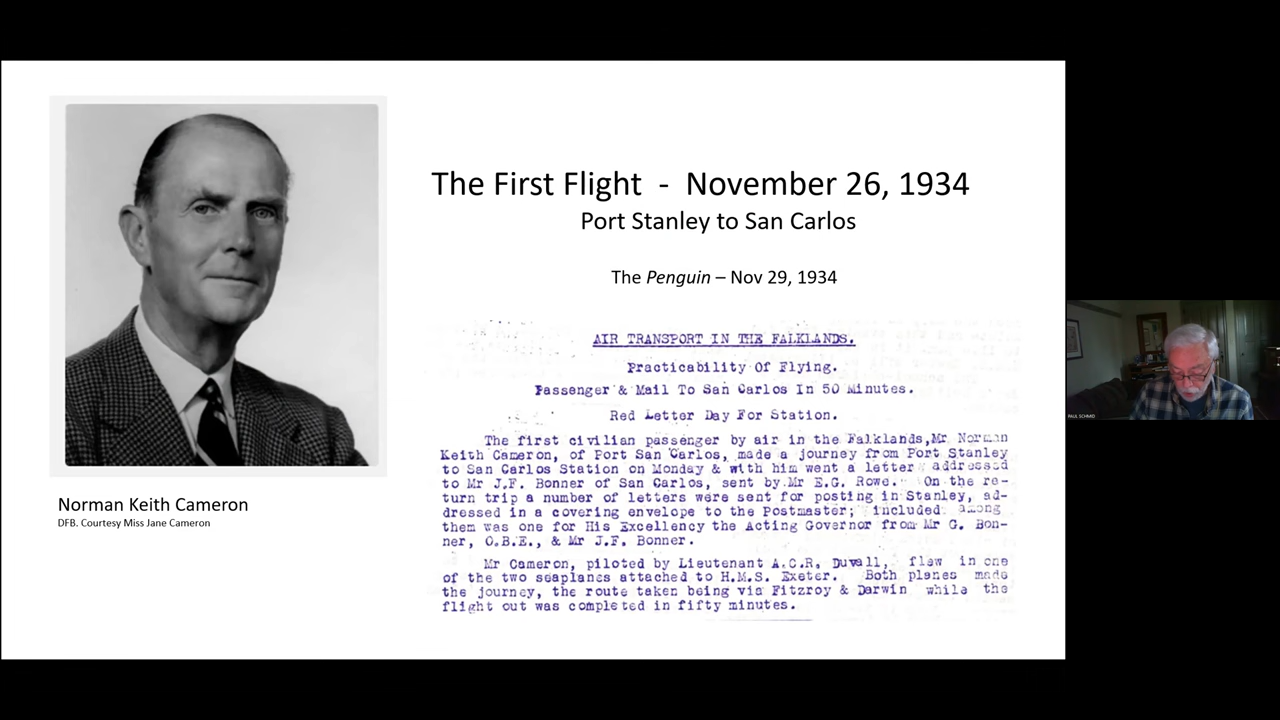 The First Flight - November 26, 1934
Port Stanley to San Carlos
The Penguin – Nov 29, 1934
AIR TRANSPORT IN THE FALKLANDS.
Practicability Of Flying.
Passenger & Mail To San Carlos In 50 Minutes.
Red Letter Day For Station.
The first civilian passenger by air in the Falklands,Mr Norman
Keith Cameron, of Port San Carlos, made a journey from Port Stanley
to San Carlos Station on Monday & with him went a letter addressed
to Mr J.F. Bonner of San Carlos, sent by Mr E.G. Rowe. On the re-
turn trip a number of letters were sent for posting in Stanley, ad-
dressed in a covering envelope to the Postmaster; included among
them was one for His Excellency the Acting Governor from Mr G. Bon-
ner, O.B.E., & Mr J.F. Bonner.
Mr Cameron, piloted by Lieutenant A.C.R. Duvall, flew in one
of the two seaplanes attached to H.M.S. Exeter. Both planes made
the journey, the route taken being via Fitzroy & Darwin while the
flight out was completed in fifty minutes.
Norman Keith Cameron
DFB. Courtesy Miss Jane Cameron
PAUL SCHMID